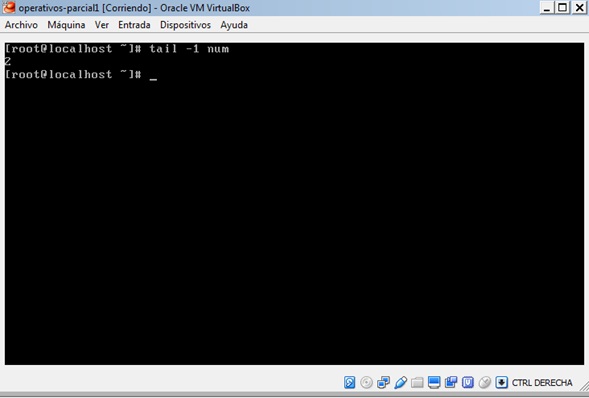 operativos-parcial1 [Corriendo] - Oracle VM VirtualBox
Archivo Máquina Ver Entrada Dispositivos Ayuda
[root@localhost ~]# tail -1 num
2
[root@localhost ~]# _
CTRL DERECHA